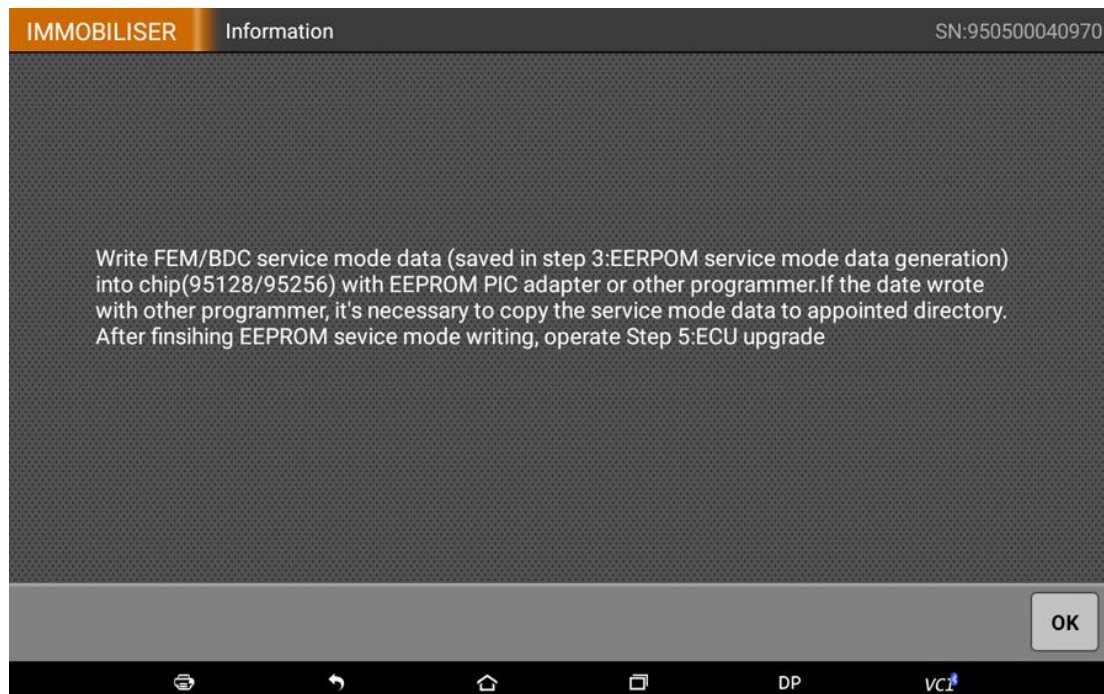 IMMOBILISER Information SN:950500040970
Write FEM/BDC service mode data (saved in step 3:EERPOM service mode data generation)
into chip(95128/95256) with EEPROM PIC adapter or other programmer.If the date wrote
with other programmer, it's necessary to copy the service mode data to appointed directory.
After finsihing EEPROM sevice mode writing, operate Step 5:ECU upgrade
OK
DP VCI